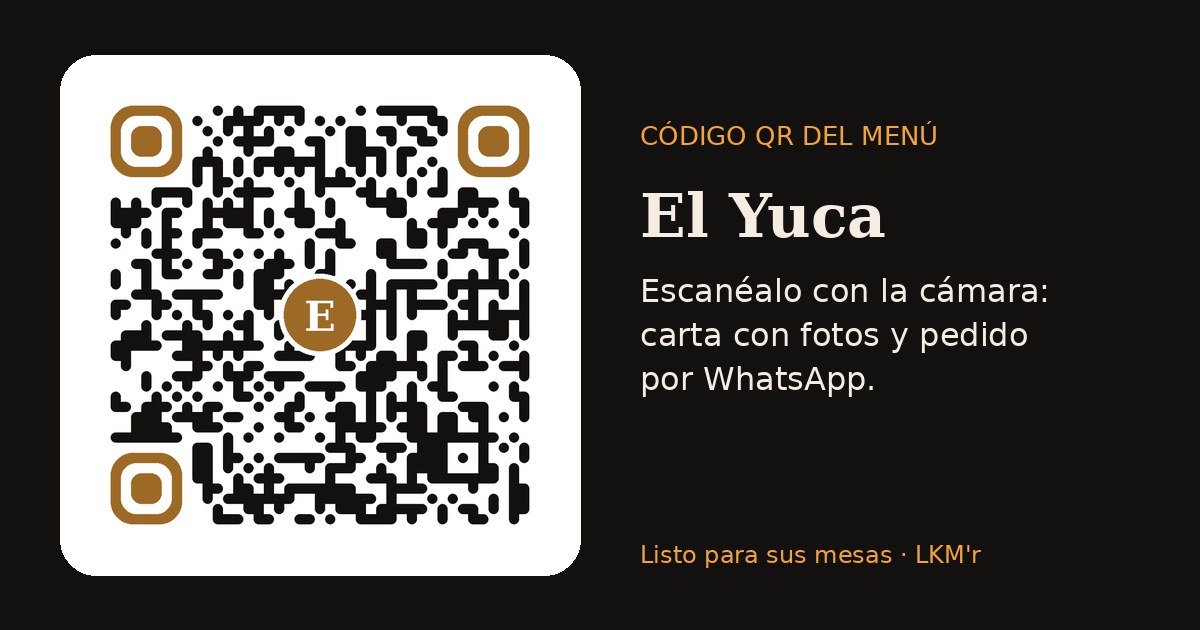 E
CÓDIGO QR DEL MENÚ
El Yuca
Escanéalo con la cámara:
carta con fotos y pedido
por WhatsApp.
Listo para sus mesas · LKM'r